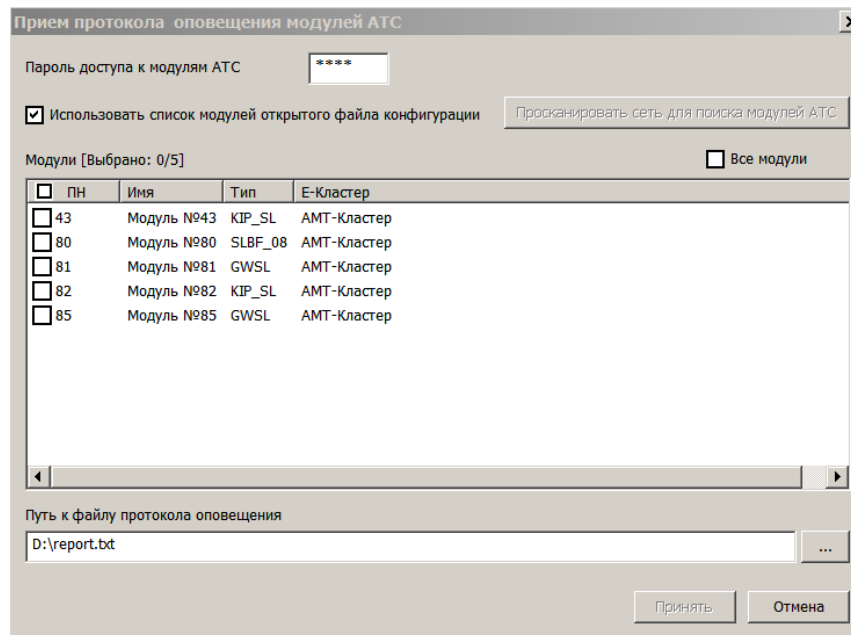 Прием протокола оповещения модулей АТС
Пароль доступа к модулям АТС ****
Использовать список модулей открытого файла конфигурации Просканировать сеть для поиска модулей АТС
Модули [Выбрано: 0/5] Все модули
ПН Имя Тип Е-Кластер
43 Модуль №43 KIP_SL АМТ-Кластер
80 Модуль №80 SLBF_08 АМТ-Кластер
81 Модуль №81 GWSL АМТ-Кластер
82 Модуль №82 KIP_SL АМТ-Кластер
85 Модуль №85 GWSL АМТ-Кластер
Путь к файлу протокола оповещения
D:\report.txt ...
Принять Отмена